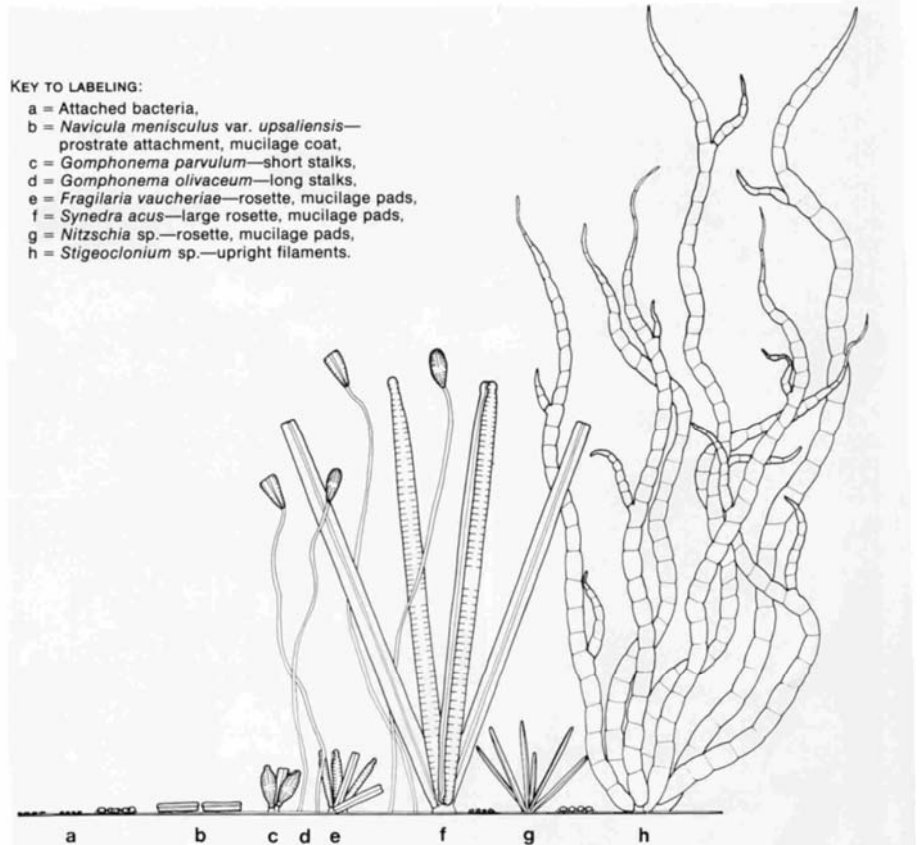 KEY TO LABELING:
a = Attached bacteria,
b = Navicula menisculus var. upsaliensis—
prostrate attachment, mucilage coat,
c = Gomphonema parvulum—short stalks,
d = Gomphonema olivaceum—long stalks,
e = Fragilaria vaucheriae—rosette, mucilage pads,
f = Synedra acus—large rosette, mucilage pads,
g = Nitzschia sp.—rosette, mucilage pads,
h = Stigeoclonium sp.—upright filaments.
a b c d e f g h